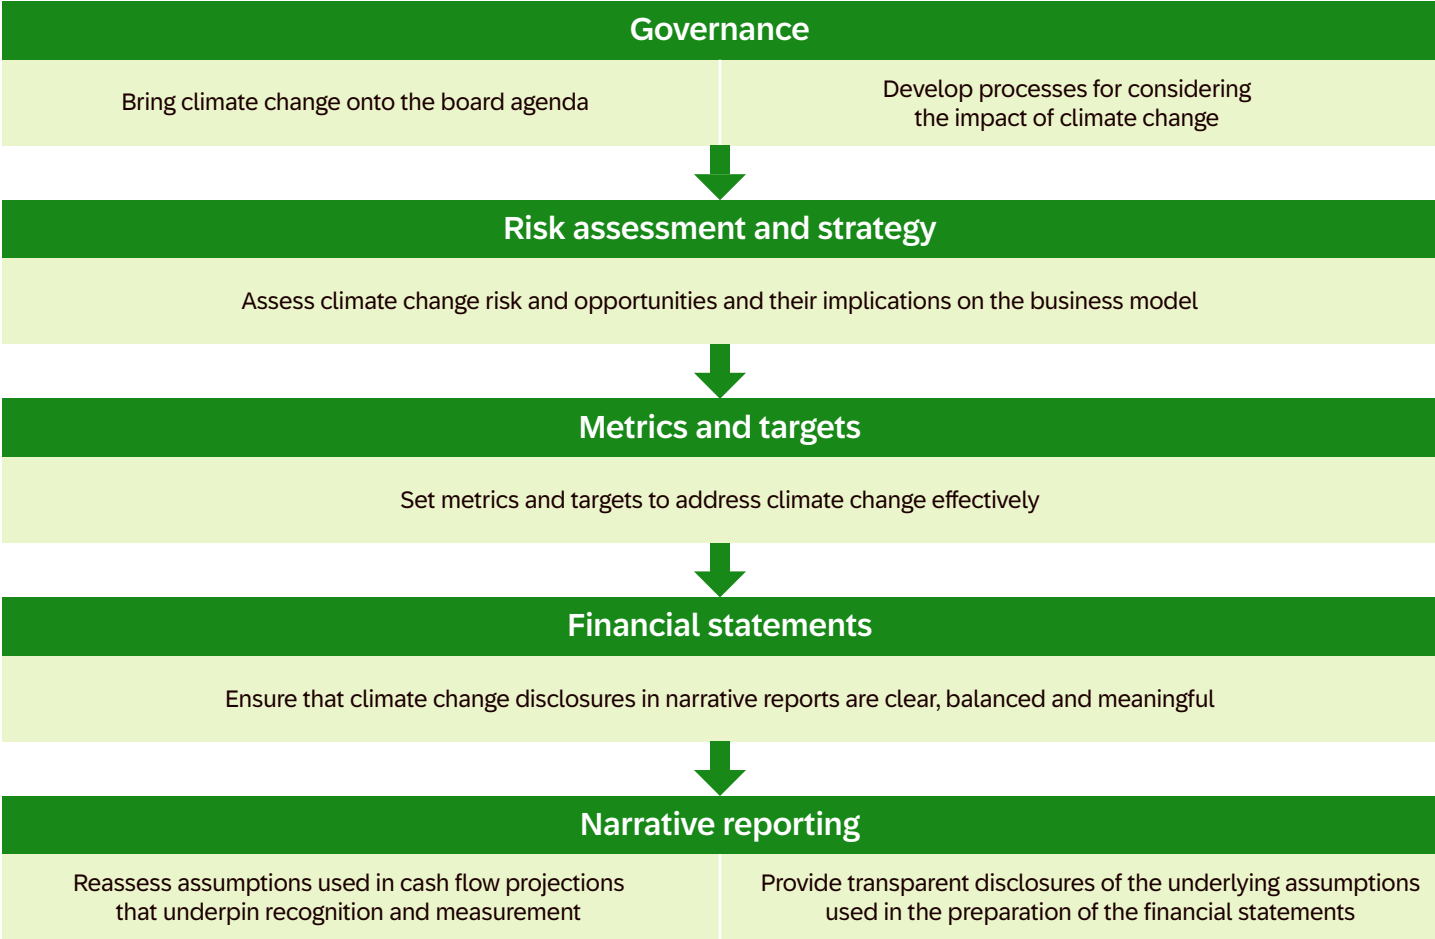 Governance
Bring climate change onto the board agenda
Develop processes for considering
the impact of climate change
Risk assessment and strategy
Assess climate change risk and opportunities and their implications on the business model
Metrics and targets
Set metrics and targets to address climate change effectively
Financial statements
Ensure that climate change disclosures in narrative reports are clear, balanced and meaningful
Narrative reporting
Reassess assumptions used in cash flow projections
that underpin recognition and measurement
Provide transparent disclosures of the underlying assumptions
used in the preparation of the financial statements